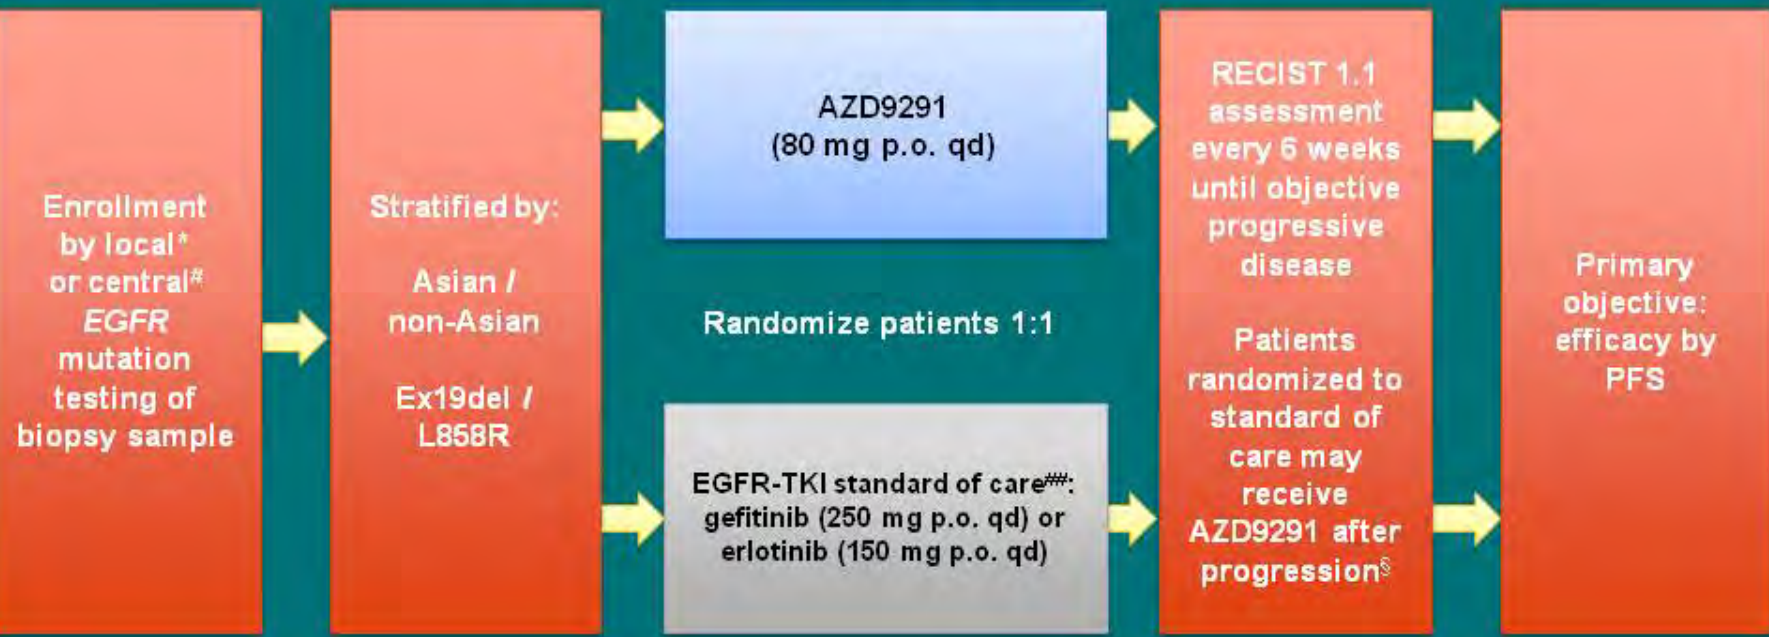 Enrollment
by local*
or central#
EGFR
mutation
testing of
biopsy sample
Stratified by:
Asian /
non-Asian
Ex19del /
L858R
AZD9291
(80 mg p.o. qd)
Randomize patients 1:1
EGFR-TKI standard of care##:
gefitinib (250 mg p.o. qd) or
erlotinib (150 mg p.o. qd)
RECIST 1.1
assessment
every 6 weeks
until objective
progressive
disease
Patients
randomized to
standard of
care may
receive
AZD9291 after
progression§
Primary
objective:
efficacy by
PFS